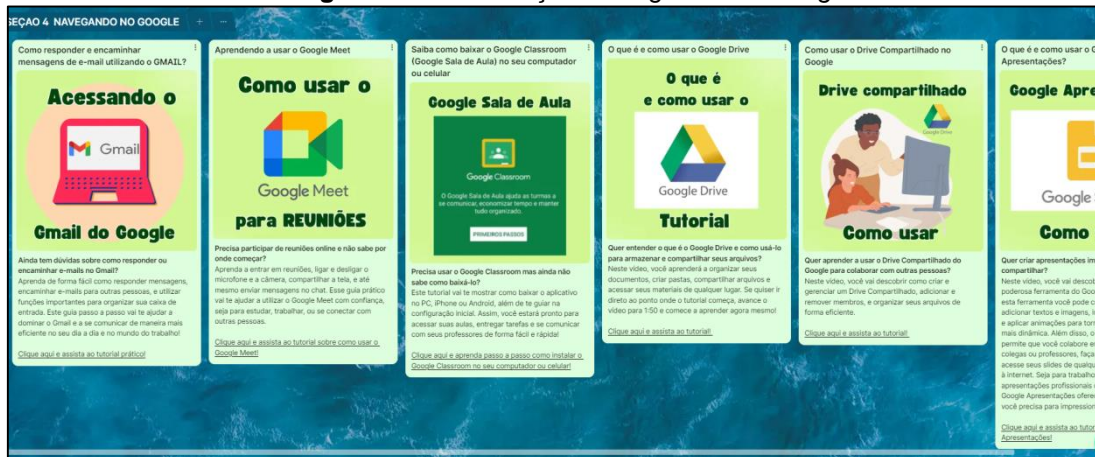 SEÇÃO 4 NAVEGANDO NO GOOGLE
Como responder e encaminhar
mensagens de e-mail utilizando o GMAIL?
Acessando o
Gmail
Gmail do Google
Ainda tem dúvidas sobre como responder ou
encaminhar e-mails no Gmail?
Aprenda de forma fácil como responder mensagens,
encaminhar e-mails para outras pessoas, e utilizar
funções importantes para organizar sua caixa de
entrada. Este guia passo a passo vai te ajudar a
dominar o Gmail e a se comunicar de maneira mais
eficiente no seu dia a dia e no mundo do trabalho!
Clique aqui e assista ao tutorial prático!
Aprendendo a usar o Google Meet
Como usar o
Google Meet
para REUNIÕES
Precisa participar de reuniões online e não sabe por
onde começar?
Aprenda a entrar em reuniões, ligar e desligar o
microfone e a câmera, compartilhar a tela, e até
mesmo enviar mensagens no chat. Esse guia prático
vai te ajudar a utilizar o Google Meet com confiança,
seja para estudar, trabalhar, ou se conectar com
outras pessoas.
Clique aqui e assista ao tutorial sobre como usar o
Google Meet!
Saiba como baixar o Google Classroom
(Google Sala de Aula) no seu computador
ou celular
Google Sala de Aula
Google Classroom
O Google Sala de Aula ajuda as turmas a
se comunicar, economizar tempo e manter
tudo organizado.
PRIMEIROS PASSOS
Precisa usar o Google Classroom mas ainda não
sabe como baixá-lo?
Este tutorial vai te mostrar como baixar o aplicativo
no PC, iPhone ou Android, além de te guiar na
configuração inicial. Assim, você estará pronto para
acessar suas aulas, entregar tarefas e se comunicar
com seus professores de forma fácil e rápida!
Clique aqui e aprenda passo a passo como instalar o
Google Classroom no seu computador ou celular!
O que é e como usar o Google Drive
O que é
e como usar o
Google Drive
Tutorial
Quer entender o que é o Google Drive e como usá-lo
para armazenar e compartilhar seus arquivos?
Neste vídeo, você aprenderá a organizar seus
documentos, criar pastas, compartilhar arquivos e
acessar seus materiais de qualquer lugar. Se quiser ir
direto ao ponto onde o tutorial começa, avance o
vídeo para 1:50 e comece a aprender agora mesmo!
Clique aqui e assista ao tutorial!
Como usar o Drive Compartilhado no
Google
Drive compartilhado
Google Drive
Como usar
Quer aprender a usar o Drive Compartilhado do
Google para colaborar com outras pessoas?
Neste vídeo, você vai descobrir como criar e
gerenciar um Drive Compartilhado, adicionar e
remover membros, e organizar seus arquivos de
forma eficiente.
Clique aqui e assista ao tutorial!
O que é e como usar o
Apresentações?
Google
Google
Como
Quer criar apresentações
compartilhar?
Neste vídeo, você vai
poderosa ferramenta do
esta ferramenta você pode
adicionar textos e imagens,
e aplicar animações para
mais dinâmica. Além disso, o
permite que você colabore
colegas ou professores, faça
acesse seus slides de
à internet. Seja para
apresentações profissionais
Google Apresentações
você precisa para
Clique aqui e assista ao
Apresentações!